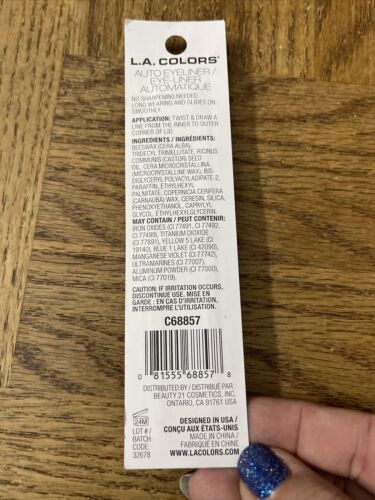 L.A. COLORS®
AUTO EYELINER /
EYE-LINER
AUTOMATIQUE
NO SHARPENING NEEDED.
LONG WEARING AND GLIDES ON
SMOOTHLY.
APPLICATION: TWIST & DRAW A
LINE FROM THE INNER TO OUTER
CORNER OF LID.
INGREDIENTS / INGRÉDIENTS:
BEESWAX (CERA ALBA),
TRIDECYL TRIMELLITATE, RICINUS
COMMUNIS (CASTOR) SEED
OIL, CERA MICROCRISTALLINA
(MICROCRYSTALLINE WAX), BIS-
DIGLYCERYL POLYACYLADIPATE-2,
PARAFFIN, ETHYLHEXYL
PALMITATE, COPERNICIA CERIFERA
(CARNAUBA) WAX, CERESIN, SILICA,
PHENOXYETHANOL, CAPRYLYL
GLYCOL, ETHYLHEXYLGLYCERIN.
MAY CONTAIN / PEUT CONTENIR:
IRON OXIDES (CI 77491, CI 77492,
CI 77499), TITANIUM DIOXIDE
(CI 77891), YELLOW 5 LAKE (CI
19140), BLUE 1 LAKE (CI 42090),
MANGANESE VIOLET (CI 77742),
ULTRAMARINES (CI 77007),
ALUMINUM POWDER (CI 77000),
MICA (CI 77019).
CAUTION: IF IRRITATION OCCURS,
DISCONTINUE USE. MISE EN
GARDE : EN CAS D'IRRITATION,
INTERROMPRE L'UTILISATION.
C68857
0 81555 68857 8
DISTRIBUTED BY / DISTRIBUÉ PAR :
BEAUTY 21 COSMETICS, INC.
ONTARIO, CA 91761 USA
24M
LOT # /
BATCH
CODE:
32678
DESIGNED IN USA /
CONÇU AUX ÉTATS-UNIS
MADE IN CHINA /
FABRIQUÉ EN CHINE
WWW.LACOLORS.COM